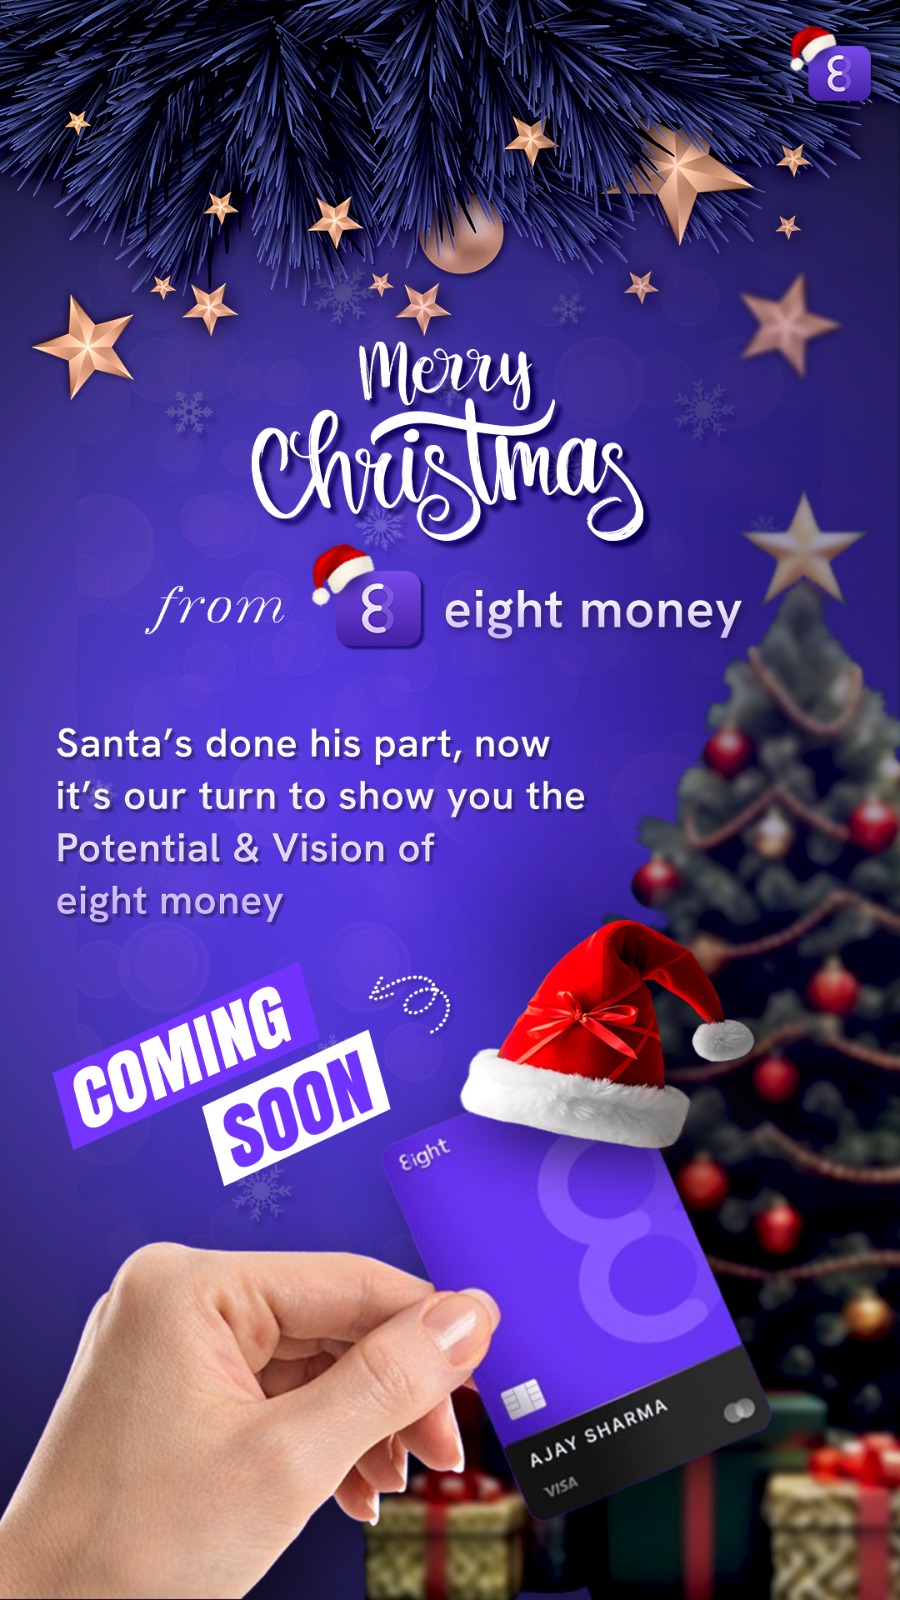 Merry
Christmas
from
eight money
Santa's done his part, now
it's our turn to show you the
Potential & Vision of
eight money
COMING
SOON
8ight
AJAY SHARMA
VISA